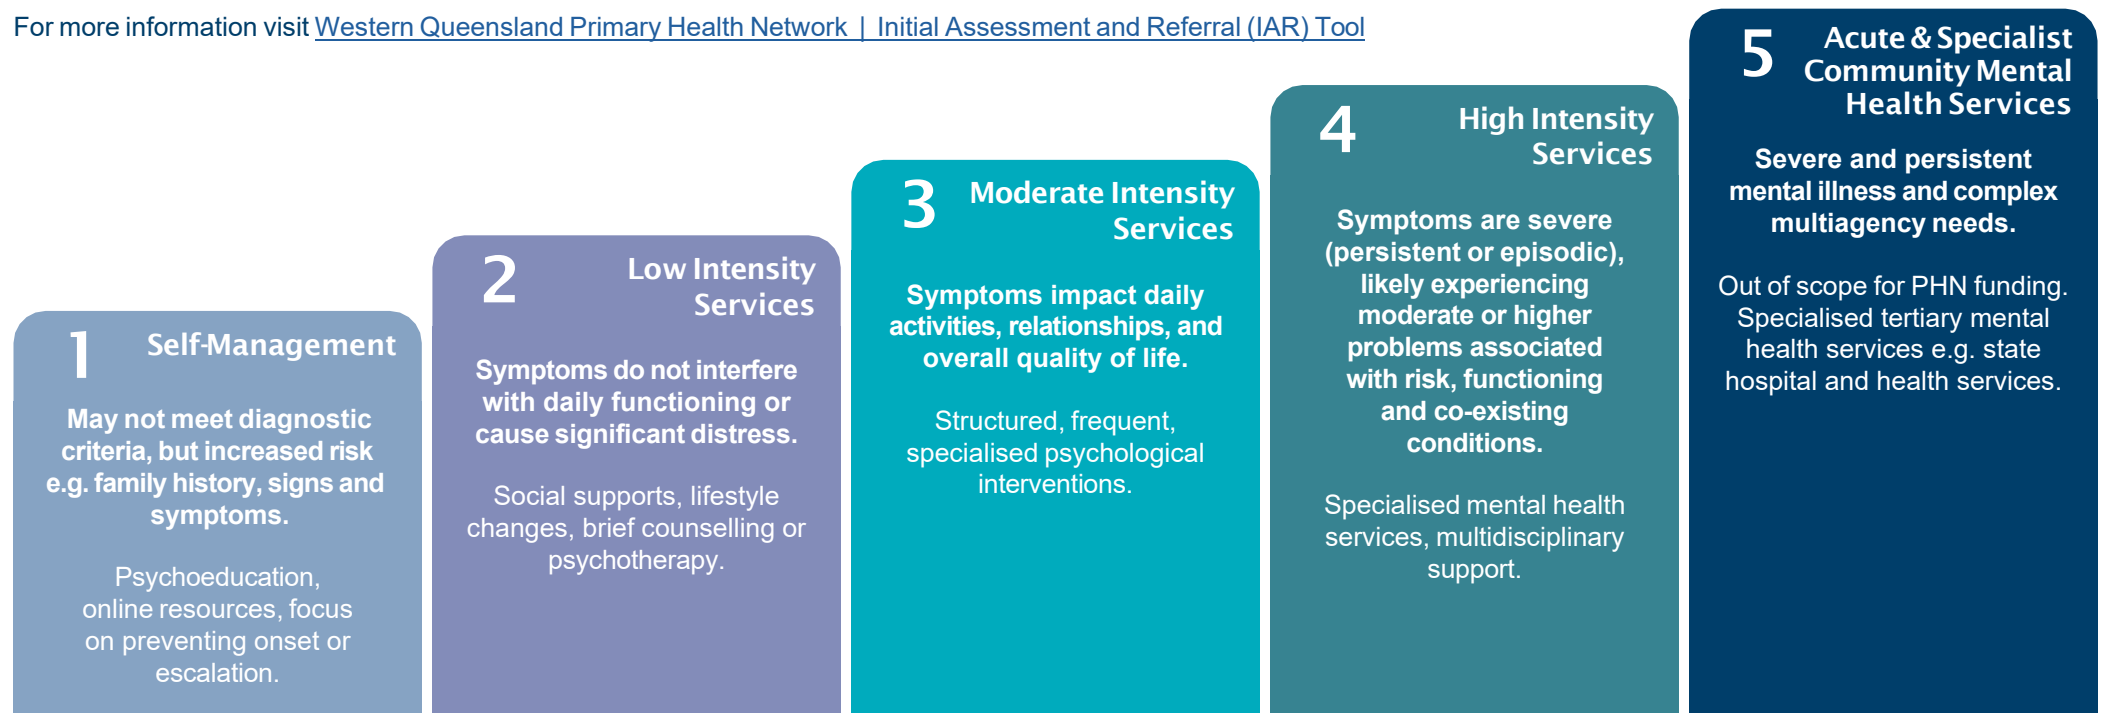 For more information visit Western Queensland Primary Health Network | Initial Assessment and Referral (IAR) Tool
1
Self-Management
May not meet diagnostic
criteria, but increased risk
e.g. family history, signs and
symptoms.
Psychoeducation,
online resources, focus
on preventing onset or
escalation.
2
Low Intensity
Services
Symptoms do not interfere
with daily functioning or
cause significant distress.
Social supports, lifestyle
changes, brief counselling or
psychotherapy.
3
Moderate Intensity
Services
Symptoms impact daily
activities, relationships, and
overall quality of life.
Structured, frequent,
specialised psychological
interventions.
4
High Intensity
Services
Symptoms are severe
(persistent or episodic),
likely experiencing
moderate or higher
problems associated
with risk, functioning
and co-existing
conditions.
Specialised mental health
services, multidisciplinary
support.
5
Acute & Specialist
Community Mental
Health Services
Severe and persistent
mental illness and complex
multiagency needs.
Out of scope for PHN funding.
Specialised tertiary mental
health services e.g. state
hospital and health services.